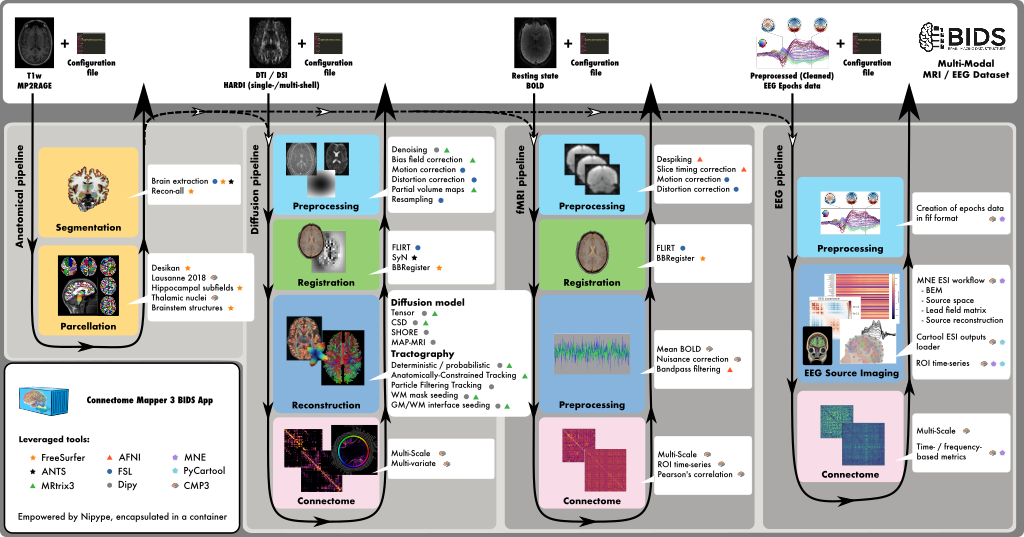 T1w
MP2RAGE
+
Configuration
file
DTI / DSI
HARDI (single-/multi-shell)
+
Configuration
file
Resting state
BOLD
+
Configuration
file
Preprocessed (Cleaned)
EEG Epochs data
+
Configuration
file
BIDS
BRAIN IMAGING DATA STRUCTURE
Multi-Modal
MRI / EEG Dataset
Anatomical pipeline
Segmentation
Brain extraction
Recon-all
Parcellation
Desikan
Lausanne 2018
Hippocampal subfields
Thalamic nuclei
Brainstem structures
Diffusion pipeline
Preprocessing
Denoising
Bias field correction
Motion correction
Distortion correction
Partial volume maps
Resampling
Registration
FLIRT
SyN
BBRegister
Reconstruction
Diffusion model
Tensor
CSD
SHORE
MAP-MRI
Tractography
Deterministic / probabilistic
Anatomically-Constrained Tracking
Particle Filtering Tracking
WM mask seeding
GM/WM interface seeding
Connectome
Multi-Scale
Multi-variate
fMRI pipeline
Preprocessing
Despiking
Slice timing correction
Motion correction
Distortion correction
Registration
FLIRT
BBRegister
Preprocessing
Mean BOLD
Nuisance correction
Bandpass filtering
Connectome
Multi-Scale
ROI time-series
Pearson's correlation
EEG pipeline
Preprocessing
Creation of epochs data
in fif format
EEG Source Imaging
MNE ESI workflow
- BEM
- Source space
- Lead field matrix
- Source reconstruction
Cartool ESI outputs
loader
ROI time-series
Connectome
Multi-Scale
Time- / frequency-
based metrics
Connectome Mapper 3 BIDS App
Leveraged tools:
FreeSurfer
ANTS
MRtrix3
AFNI
FSL
Dipy
MNE
PyCartool
CMP3
Empowered by Nipype, encapsulated in a container